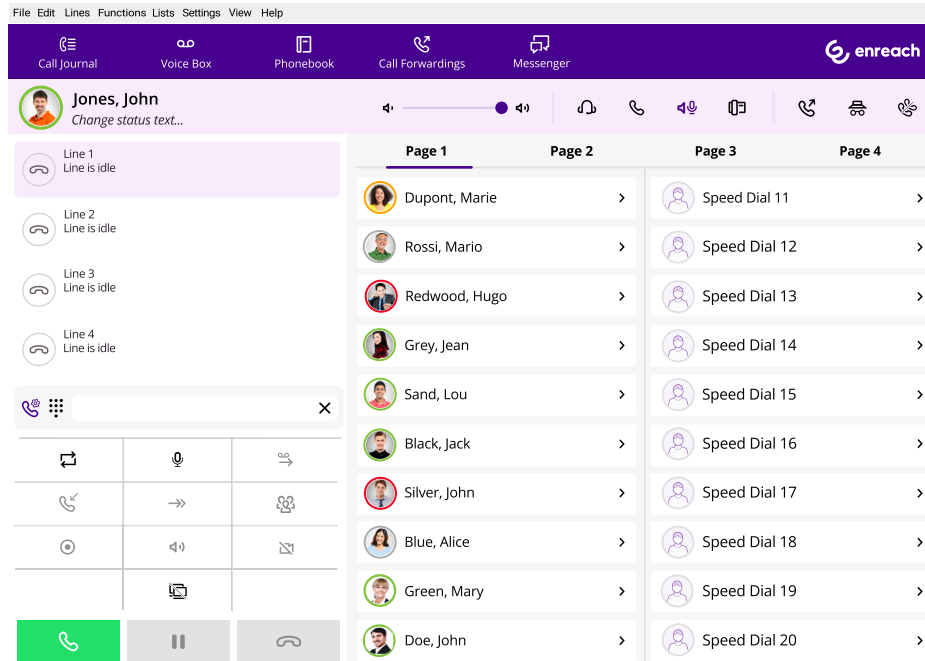 File Edit Lines Functions Lists Settings View Help
Call Journal
Voice Box
Phonebook
Call Forwardings
Messenger
enreach
Jones, John
Change status text...
Line 1
Line is idle
Line 2
Line is idle
Line 3
Line is idle
Line 4
Line is idle
Page 1
Page 2
Page 3
Page 4
Dupont, Marie
Rossi, Mario
Redwood, Hugo
Grey, Jean
Sand, Lou
Black, Jack
Silver, John
Blue, Alice
Green, Mary
Doe, John
Speed Dial 11
Speed Dial 12
Speed Dial 13
Speed Dial 14
Speed Dial 15
Speed Dial 16
Speed Dial 17
Speed Dial 18
Speed Dial 19
Speed Dial 20